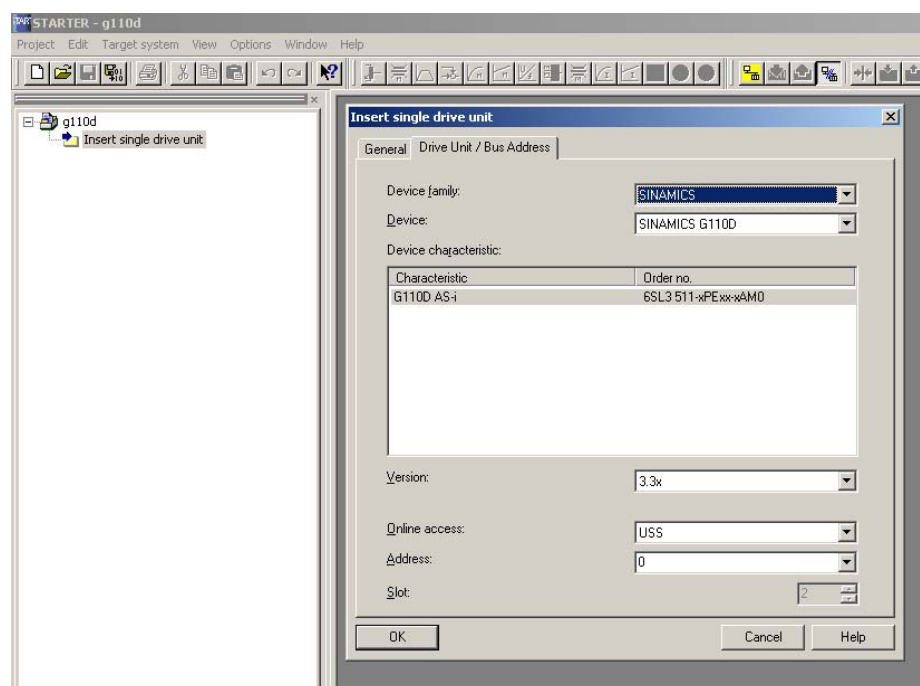 STARTER - g110d
Project Edit Target system View Options Window Help
g110d
Insert single drive unit
Insert single drive unit
General Drive Unit / Bus Address
Device family: SINAMICS
Device: SINAMICS G110D
Device characteristic:
Characteristic Order no.
G110D AS-i 6SL3 511-xPExx-xAM0
Version: 3.3x
Online access: USS
Address: 0
Slot: 2
OK Cancel Help